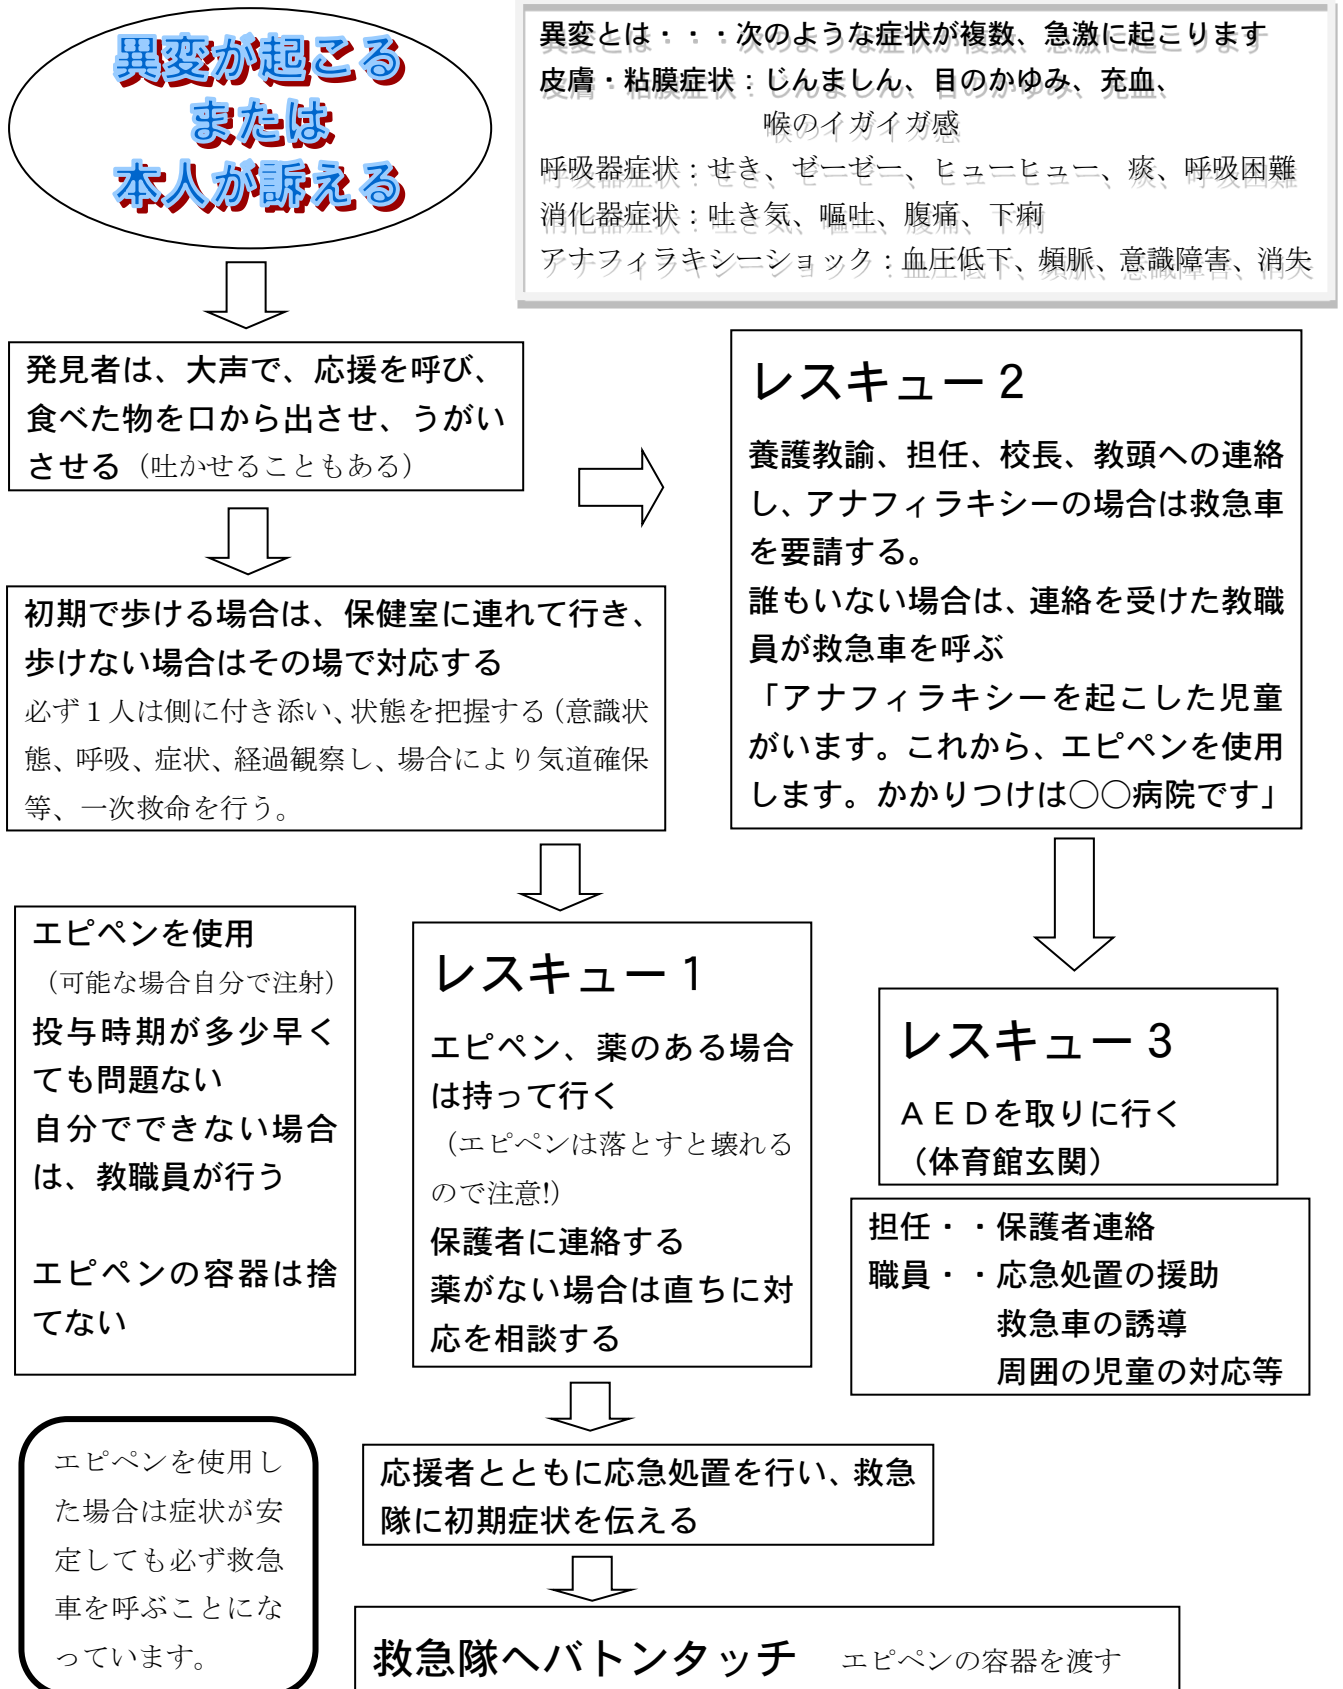 異変が起こる
または
本人が訴える
異変とは・・・次のような症状が複数、急激に起こります
皮膚・粘膜症状：じんましん、目のかゆみ、充血、
喉のイガイガ感
呼吸器症状：せき、ゼーゼー、ヒューヒュー、痰、呼吸困難
消化器症状：吐き気、嘔吐、腹痛、下痢
アナフィラキシーショック：血圧低下、頻脈、意識障害、消失
発見者は、大声で、応援を呼び、
食べた物を口から出させ、うがい
させる（吐かせることもある）
レスキュー２
養護教諭、担任、校長、教頭への連絡
し、アナフィラキシーの場合は救急車
を要請する。
誰もいない場合は、連絡を受けた教職
員が救急車を呼ぶ
「アナフィラキシーを起こした児童
がいます。これから、エピペンを使用
します。かかりつけは○○病院です」
初期で歩ける場合は、保健室に連れて行き、
歩けない場合はその場で対応する
必ず１人は側に付き添い、状態を把握する（意識状
態、呼吸、症状、経過観察し、場合により気道確保
等、一次救命を行う。
エピペンを使用
（可能な場合自分で注射）
投与時期が多少早く
ても問題ない
自分でできない場合
は、教職員が行う
エピペンの容器は捨
てない
レスキュー１
エピペン、薬のある場合
は持って行く
（エピペンは落とすと壊れる
ので注意!）
保護者に連絡する
薬がない場合は直ちに対
応を相談する
レスキュー３
ＡＥＤを取りに行く
（体育館玄関）
担任・・保護者連絡
職員・・応急処置の援助
救急車の誘導
周囲の児童の対応等
エピペンを使用し
た場合は症状が安
定しても必ず救急
車を呼ぶことにな
っています。
応援者とともに応急処置を行い、救急
隊に初期症状を伝える
救急隊へバトンタッチ　エピペンの容器を渡す